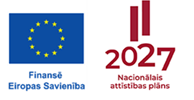 Finansē
Eiropas Savienība
2027
Nacionālais
attīstības plāns